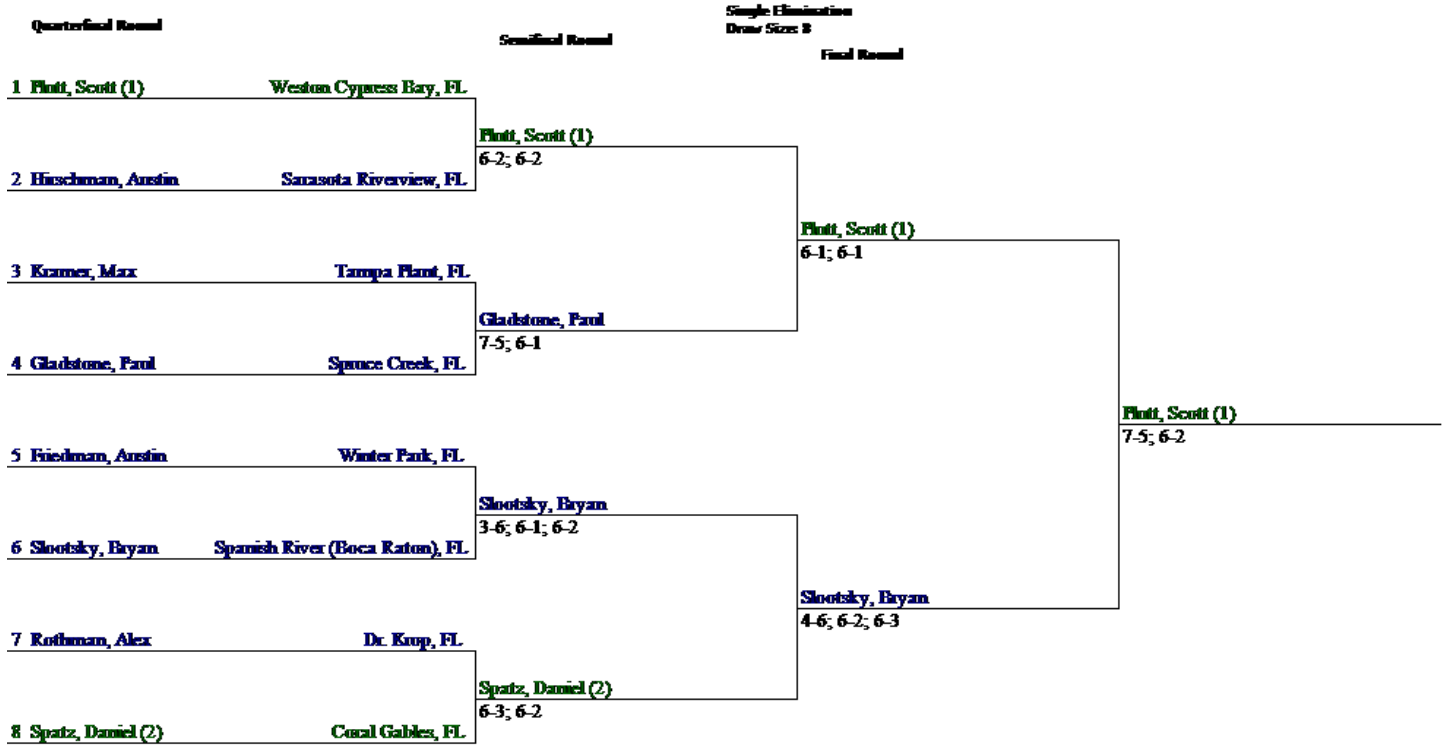 Single Elimination
Draw Size: 8
Quarterfinal Round
Semifinal Round
Final Round
1 Plott, Scott (1) Weston Cypress Bay, FL
Plott, Scott (1)
6-2; 6-2
2 Hirschman, Austin Sarasota Riverview, FL
Plott, Scott (1)
6-1; 6-1
3 Kramer, Max Tampa Plant, FL
Gladstone, Paul
7-5; 6-1
4 Gladstone, Paul Spruce Creek, FL
Plott, Scott (1)
7-5; 6-2
5 Friedman, Austin Winter Park, FL
Slootsky, Bryan
3-6; 6-1; 6-2
6 Slootsky, Bryan Spanish River (Boca Raton), FL
Slootsky, Bryan
4-6; 6-2; 6-3
7 Rothman, Alex Dr. Krop, FL
Spatz, Daniel (2)
6-3; 6-2
8 Spatz, Daniel (2) Coral Gables, FL